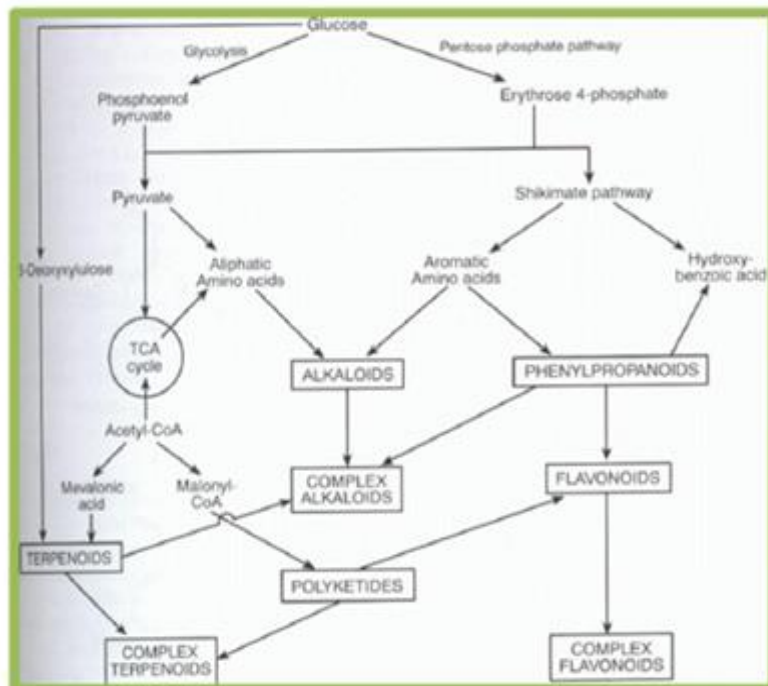 Glucose
Glycolysis
Pentose phosphate pathway
Phosphoenol
pyruvate
Erythrose 4-phosphate
Pyruvate
Shikimate pathway
Aliphatic
Amino acids
Aromatic
Amino acids
Hydroxy-
benzoic acid
-Deoxyxylulose
TCA
cycle
ALKALOIDS
PHENYLPROPANOIDS
Acetyl-CoA
Mevalonic
acid
Malonyl-
CoA
COMPLEX
ALKALOIDS
FLAVONOIDS
TERPENOIDS
POLYKETIDES
COMPLEX
TERPENOIDS
COMPLEX
FLAVONOIDS